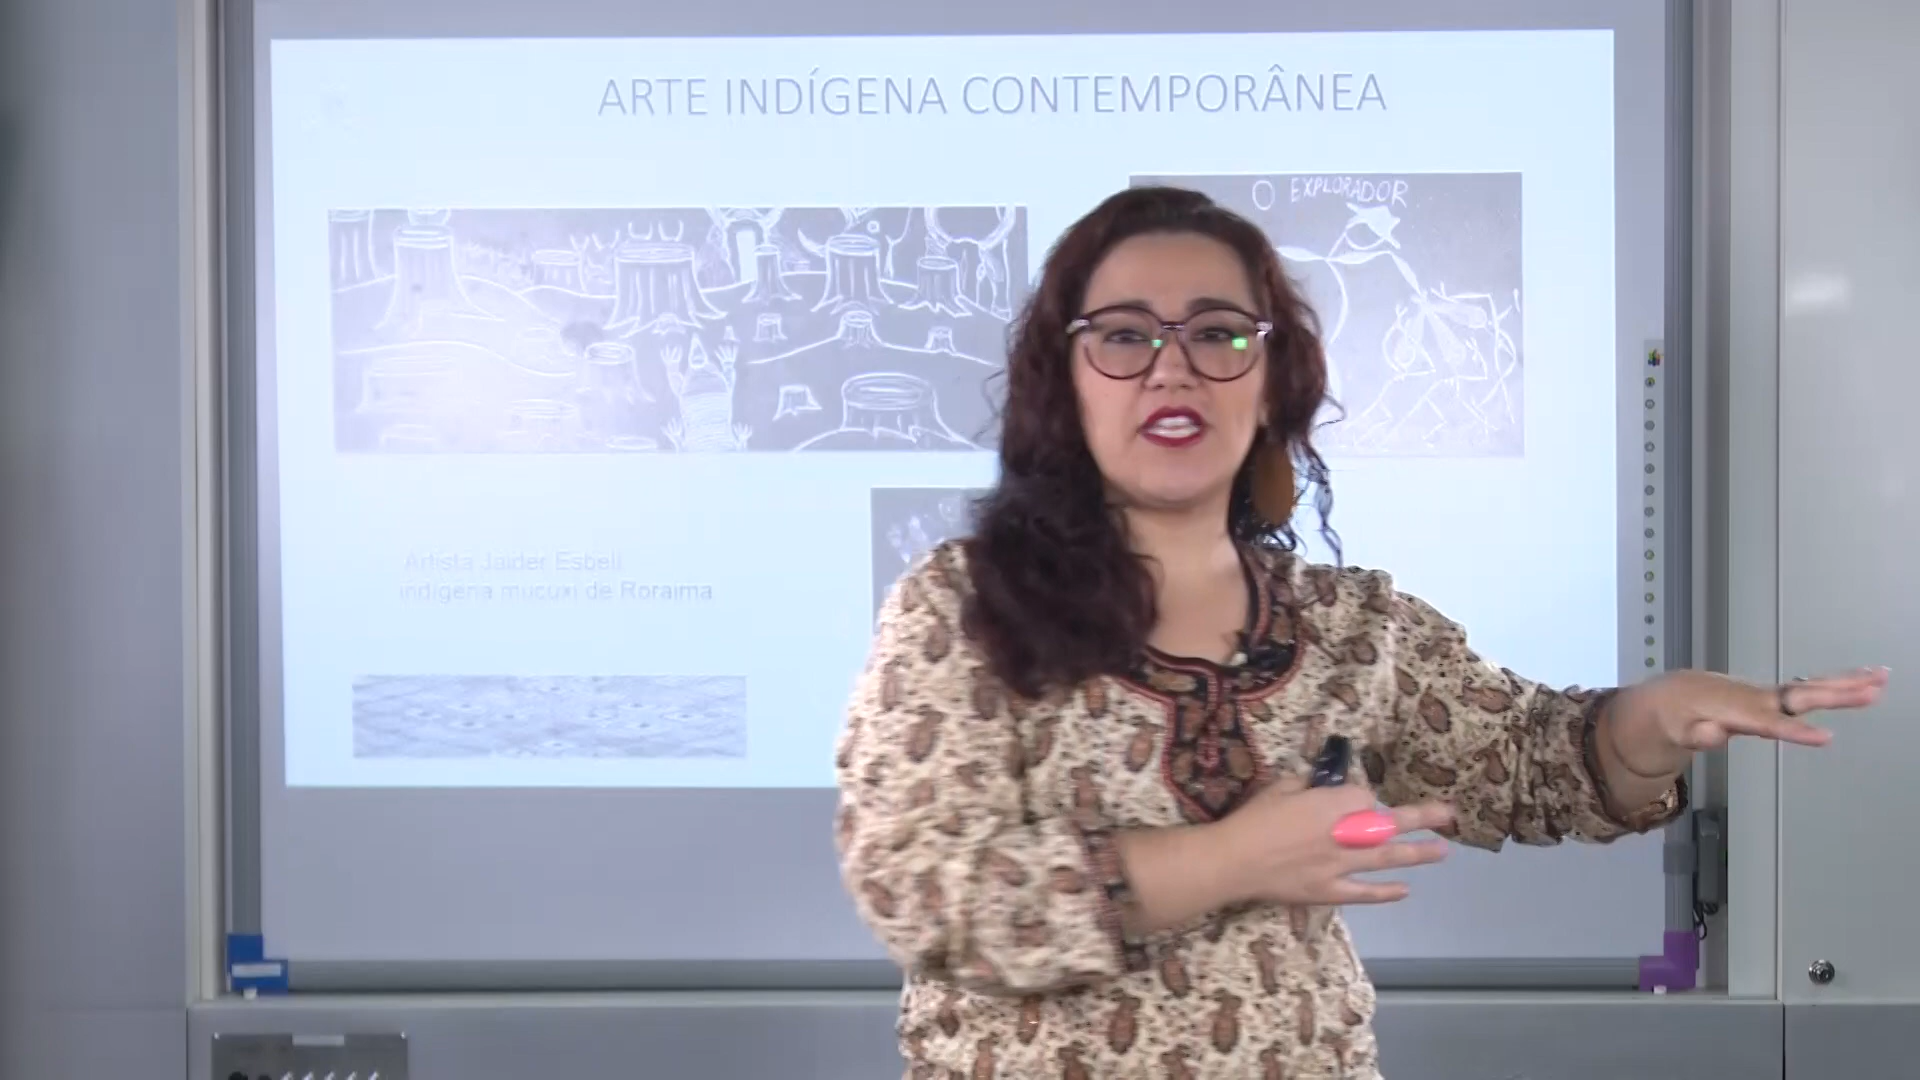 ARTE INDÍGENA CONTEMPORÂNEA
O EXPLORADOR
Artista Jaider Esbell
indígena mucuxi de Roraima